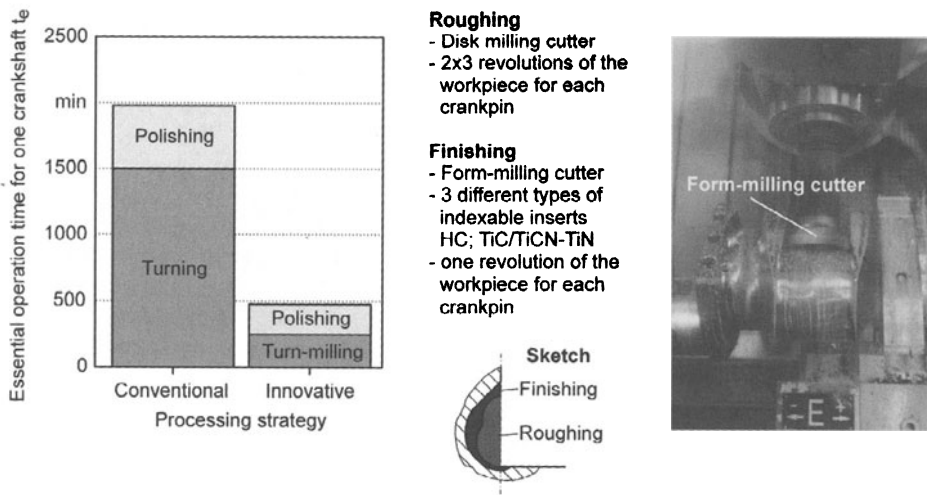 Essential operation time for one crankshaft te
2500
min
1500
1000
500
0
Polishing
Turning
Polishing
Turn-milling
Conventional
Innovative
Processing strategy
Roughing
- Disk milling cutter
- 2x3 revolutions of the
workpiece for each
crankpin
Finishing
- Form-milling cutter
- 3 different types of
indexable inserts
HC; TiC/TiCN-TiN
- one revolution of the
workpiece for each
crankpin
Sketch
Finishing
Roughing
Form-milling cutter
- E +